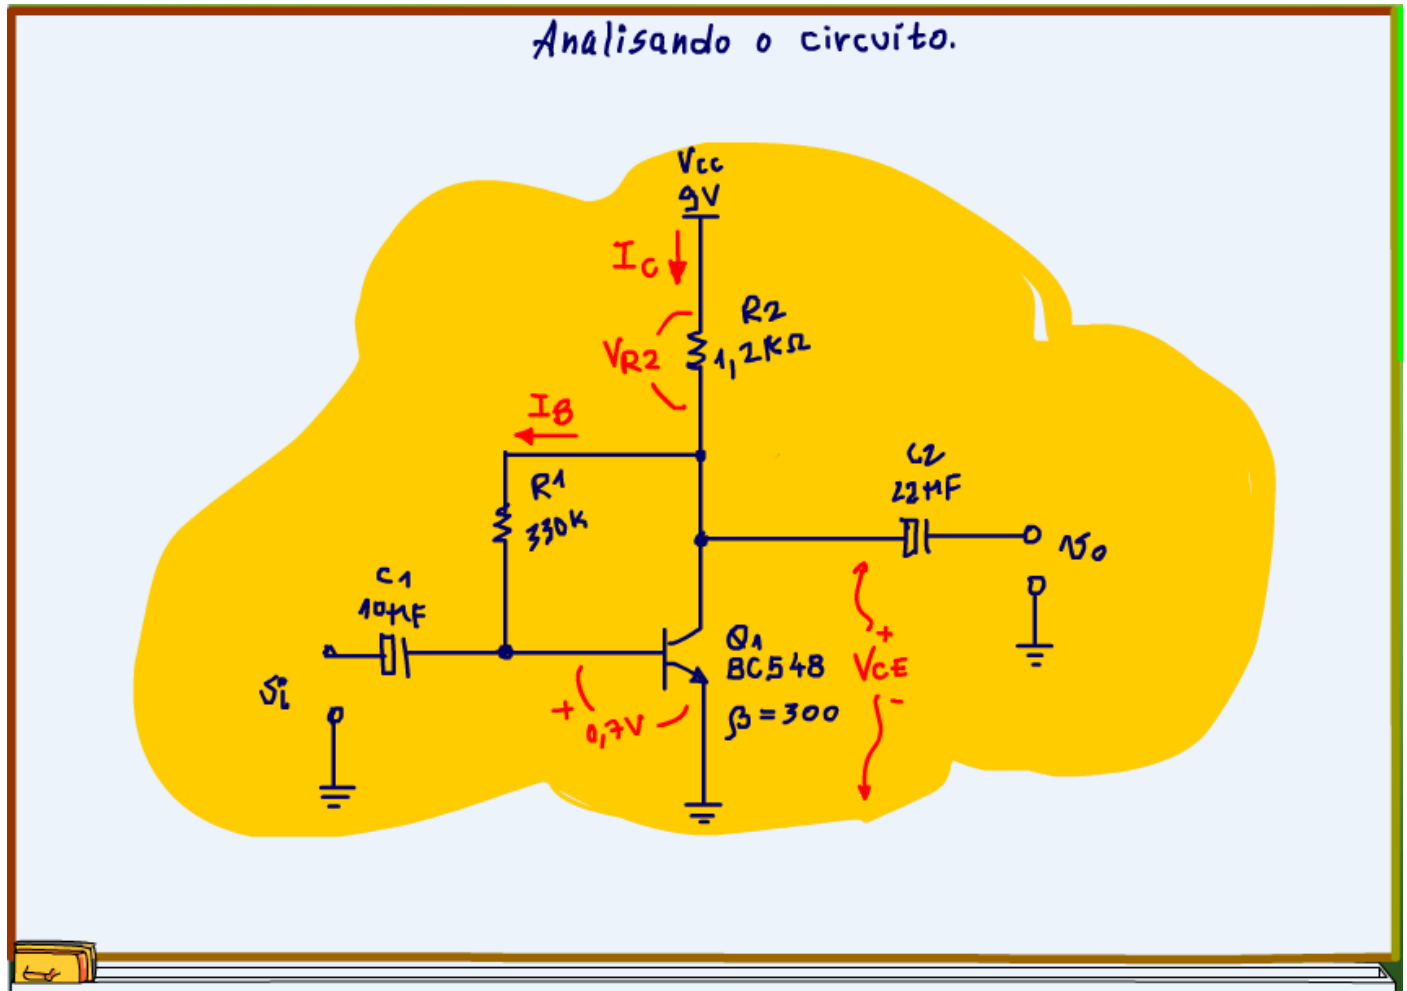 Analisando o circuíto.
Vcc
9V
IC
R2
1,2KΩ
VR2
IB
R1
330K
C2
22µF
vo
C1
10µF
Q1
BC548
β=300
+
VCE
-
vi
+
0,7V